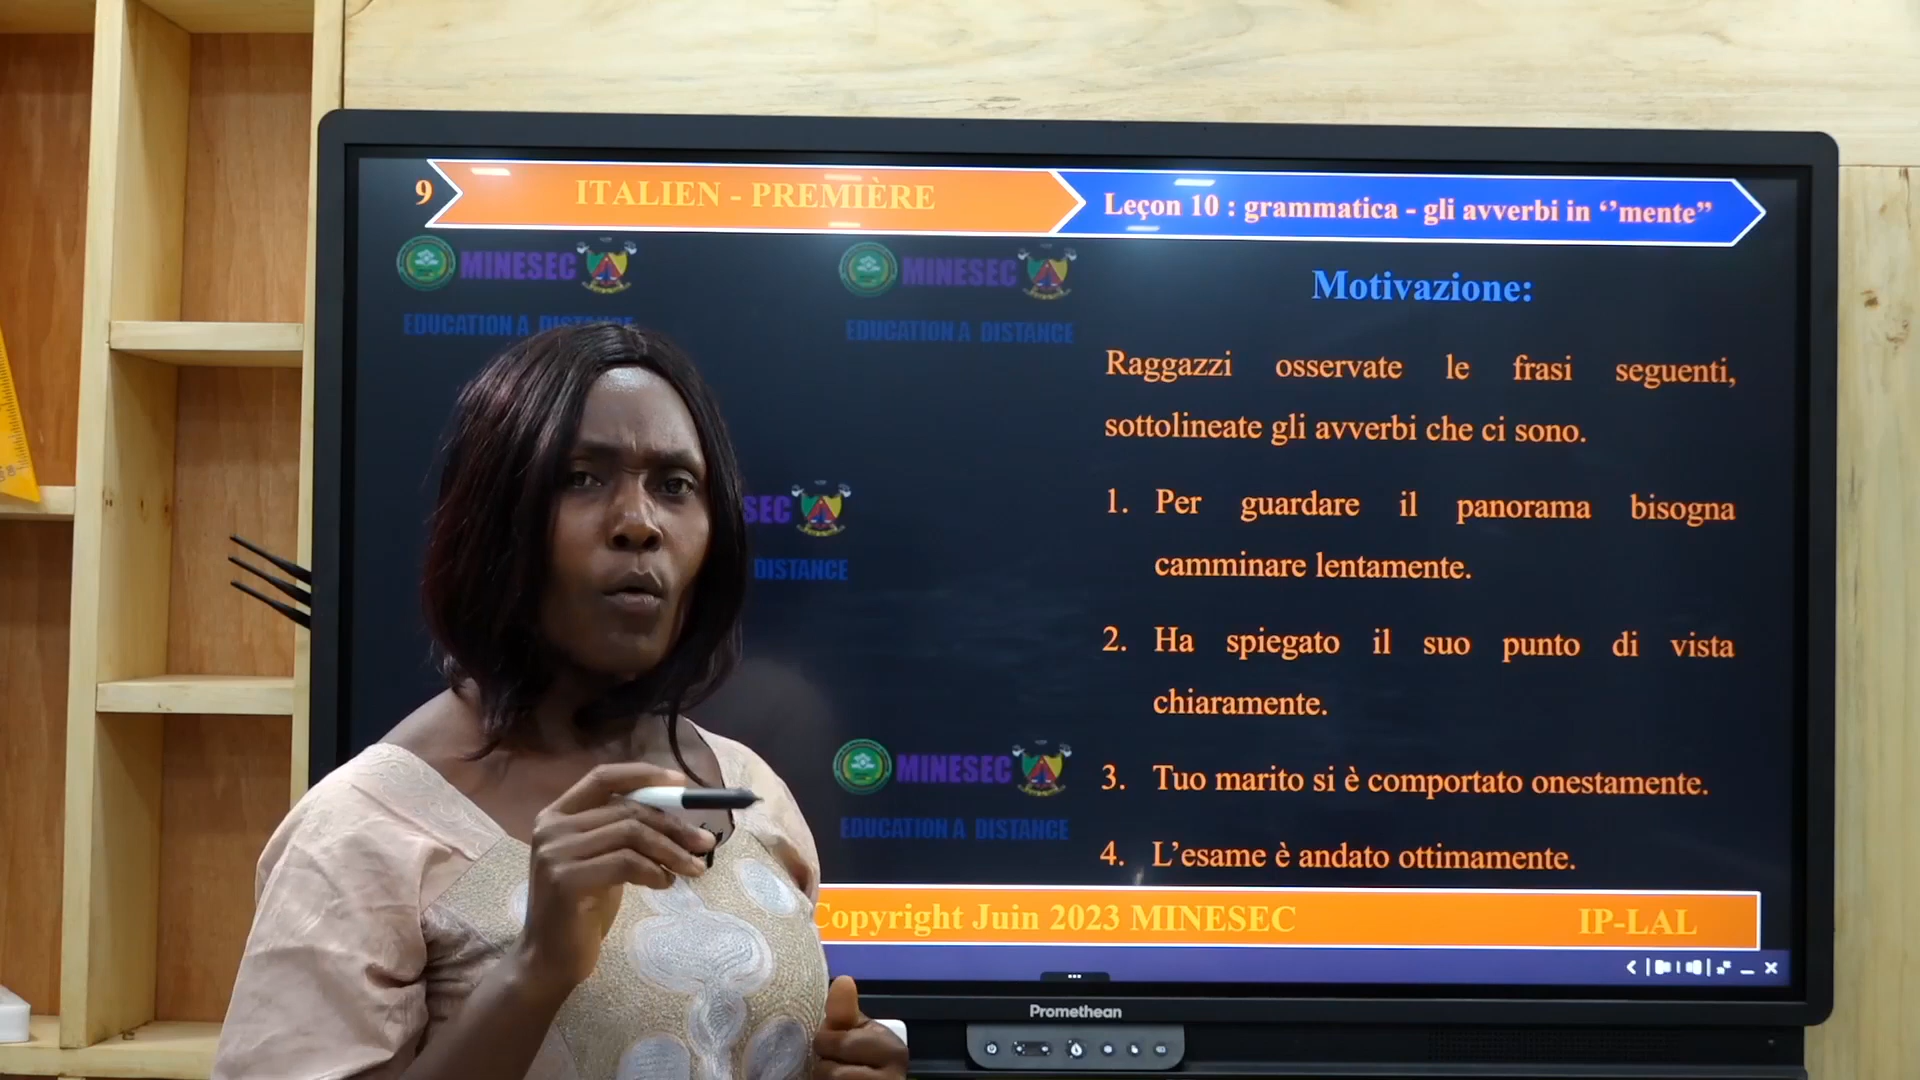 9
ITALIEN - PREMIÈRE
Leçon 10 : grammatica - gli avverbi in ‘’mente”
MINESEC
MINESEC
EDUCATION A DISTANCE
EDUCATION A DISTANCE
Motivazione:
Raggazzi osservate le frasi seguenti,
sottolineate gli avverbi che ci sono.
1. Per guardare il panorama bisogna
camminare lentamente.
SEC
DISTANCE
2. Ha spiegato il suo punto di vista
chiaramente.
MINESEC
EDUCATION A DISTANCE
3. Tuo marito si è comportato onestamente.
4. L’esame è andato ottimamente.
Copyright Juin 2023 MINESEC
IP-LAL
Promethean